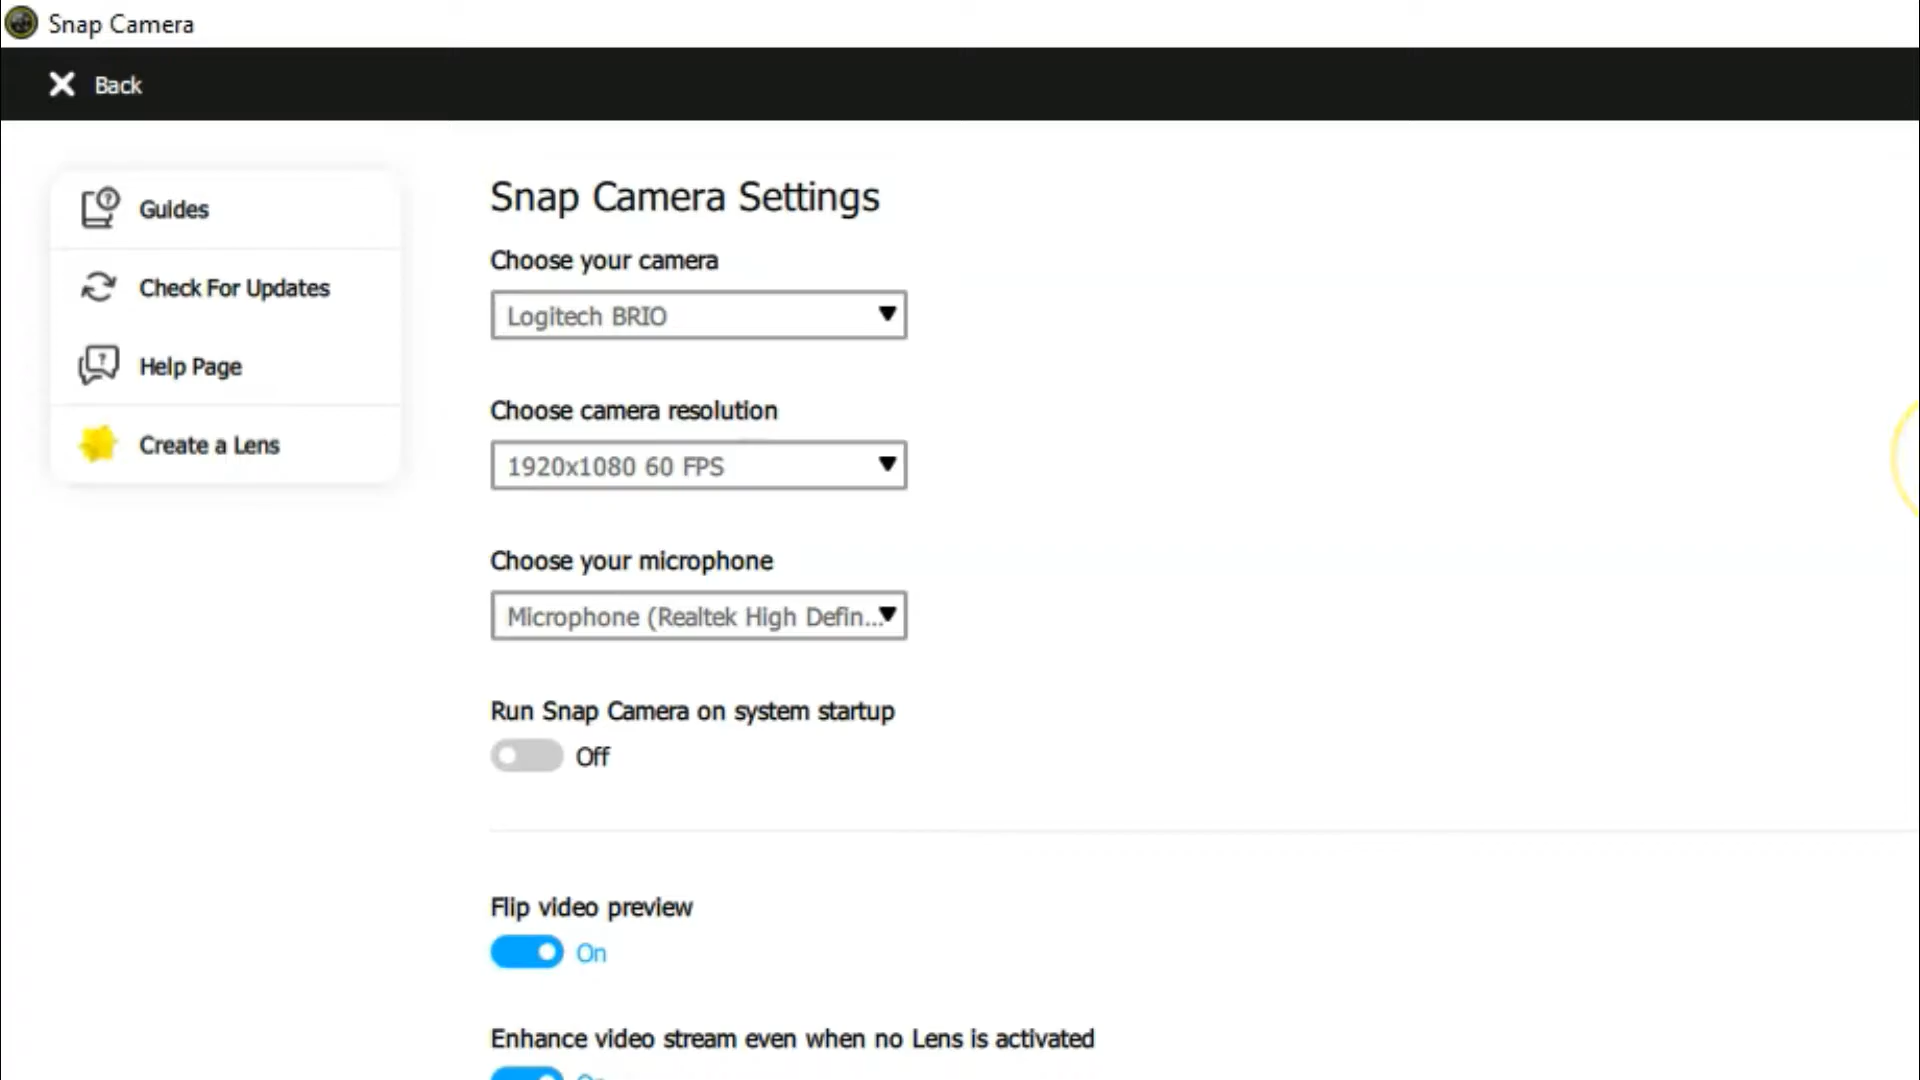 Snap Camera
Back
Guides
Check For Updates
Help Page
Create a Lens
Snap Camera Settings
Choose your camera
Logitech BRIO
Choose camera resolution
1920x1080 60 FPS
Choose your microphone
Microphone (Realtek High Defin...
Run Snap Camera on system startup
Off
Flip video preview
On
Enhance video stream even when no Lens is activated